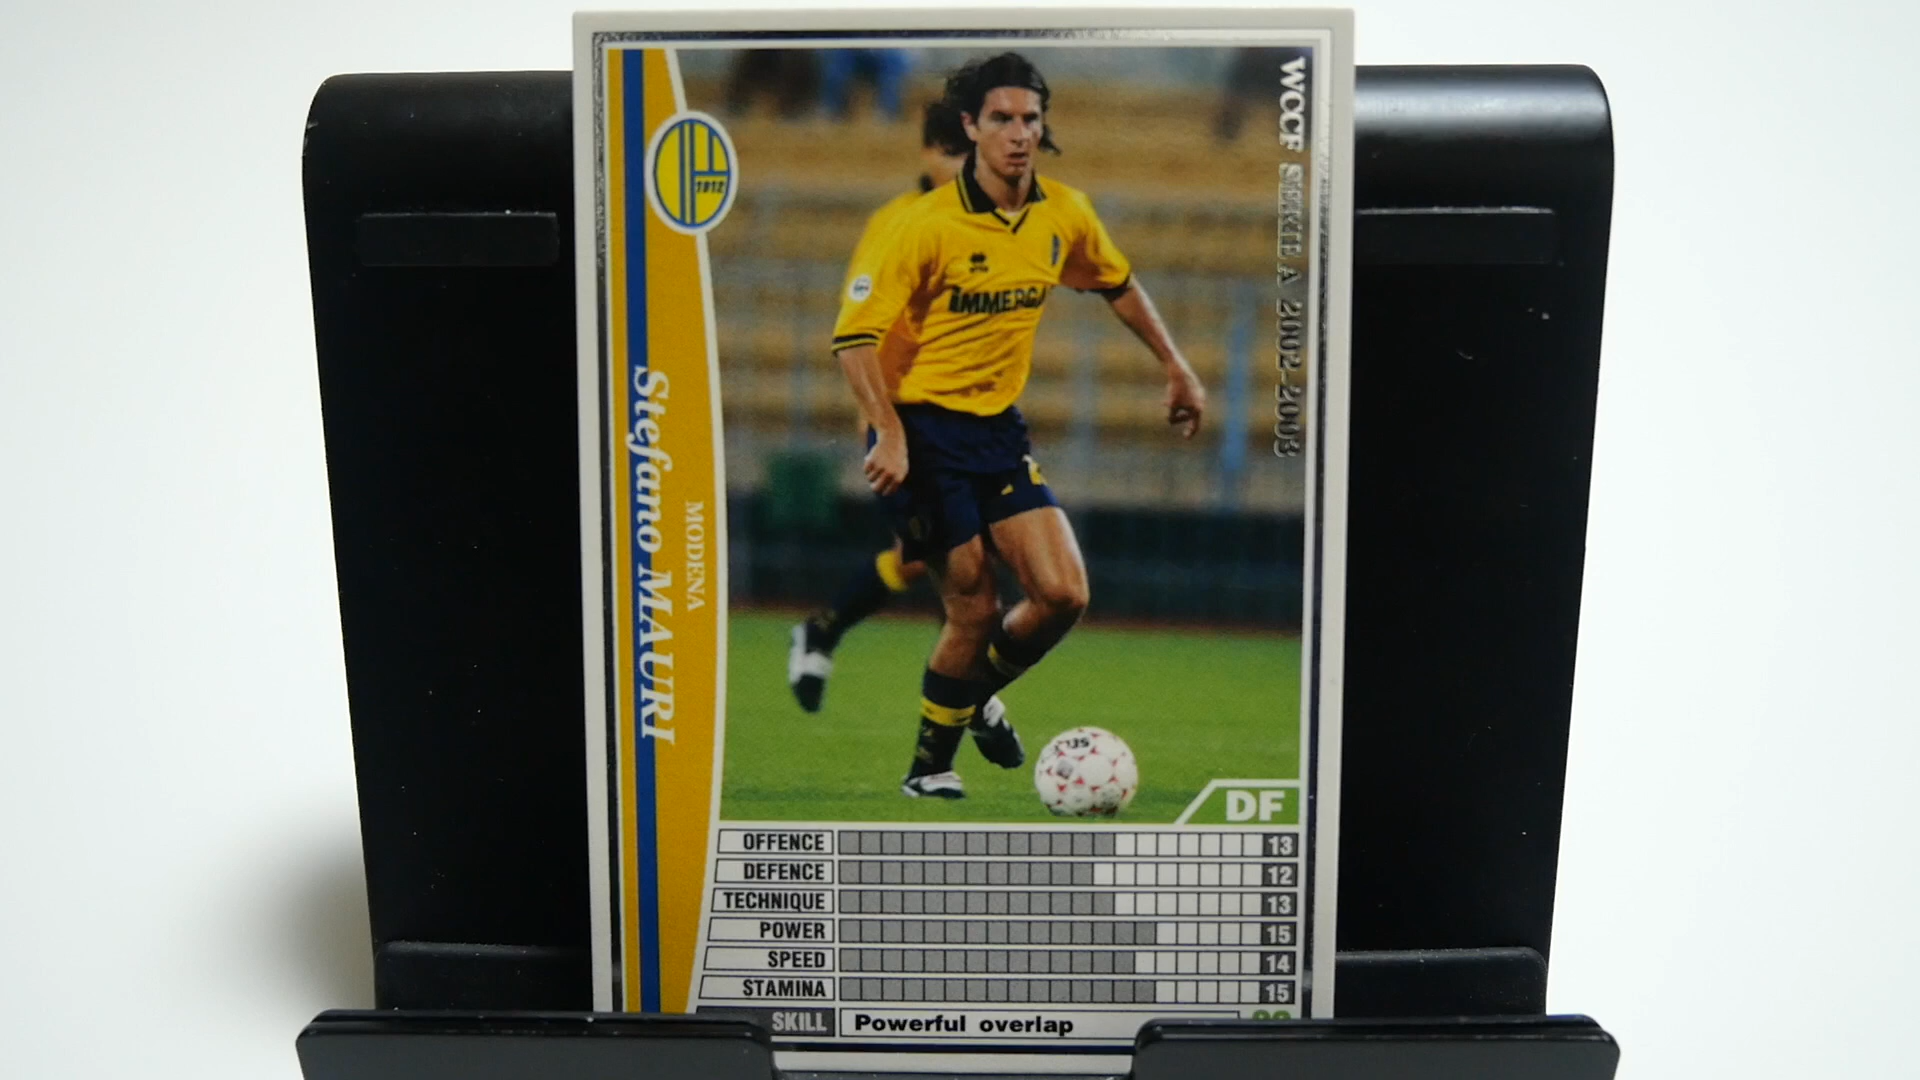 WCCF SERIE A 2002-2003
1912
Stefano MAURI
MODENA
IMMERGA
DF
OFFENCE 13
DEFENCE 12
TECHNIQUE 13
POWER 15
SPEED 14
STAMINA 15
SKILL Powerful overlap